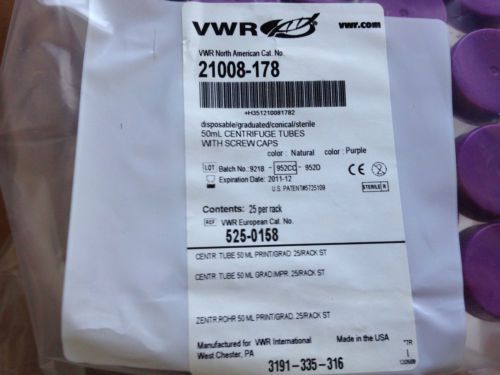 VWR
vwr.com
VWR North American Cat. No.
21008-178
+H351210081782
disposable/graduated/conical/sterile
50mL CENTRIFUGE TUBES
WITH SCREW CAPS
color : Natural color : Purple
LOT Batch No.: 9218 - 952CC - 952D
Expiration Date: 2011-12
CE
STERILE R
U.S. PATENT#5725109
Contents: 25 per rack
REF VWR European Cat. No.
525-0158
CENTR. TUBE 50 ML PRINT/GRAD. 25/RACK ST
CENTR. TUBE 50 ML GRAD/IMPR. 25/RACK ST
ZENTR.ROHR 50 ML PRINT/GRAD. 25/RACK ST
Manufactured for VWR International Made in the USA
West Chester, PA
3191-335-316